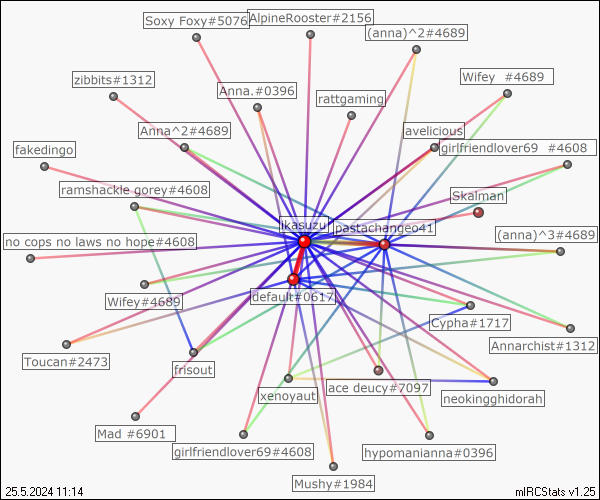 Soxy Foxy#5076
AlpineRooster#2156
(anna)^2#4689
zibbits#1312
Anna.#0396
rattgaming
Wifey #4689
Anna^2#4689
avelicious
fakedingo
girlfriendlover69 #4608
ramshackle gorey#4608
Skalman
ikasuzu
pastachangeo41
no cops no laws no hope#4608
(anna)^3#4689
Wifey#4689
default#0617
Cypha#1717
Toucan#2473
frisout
Annarchist#1312
xenoyaut
ace deucy#7097
neokingghidorah
Mad #6901
girlfriendlover69#4608
hypomanianna#0396
Mushy#1984
25.5.2024 11:14
mIRCStats v1.25